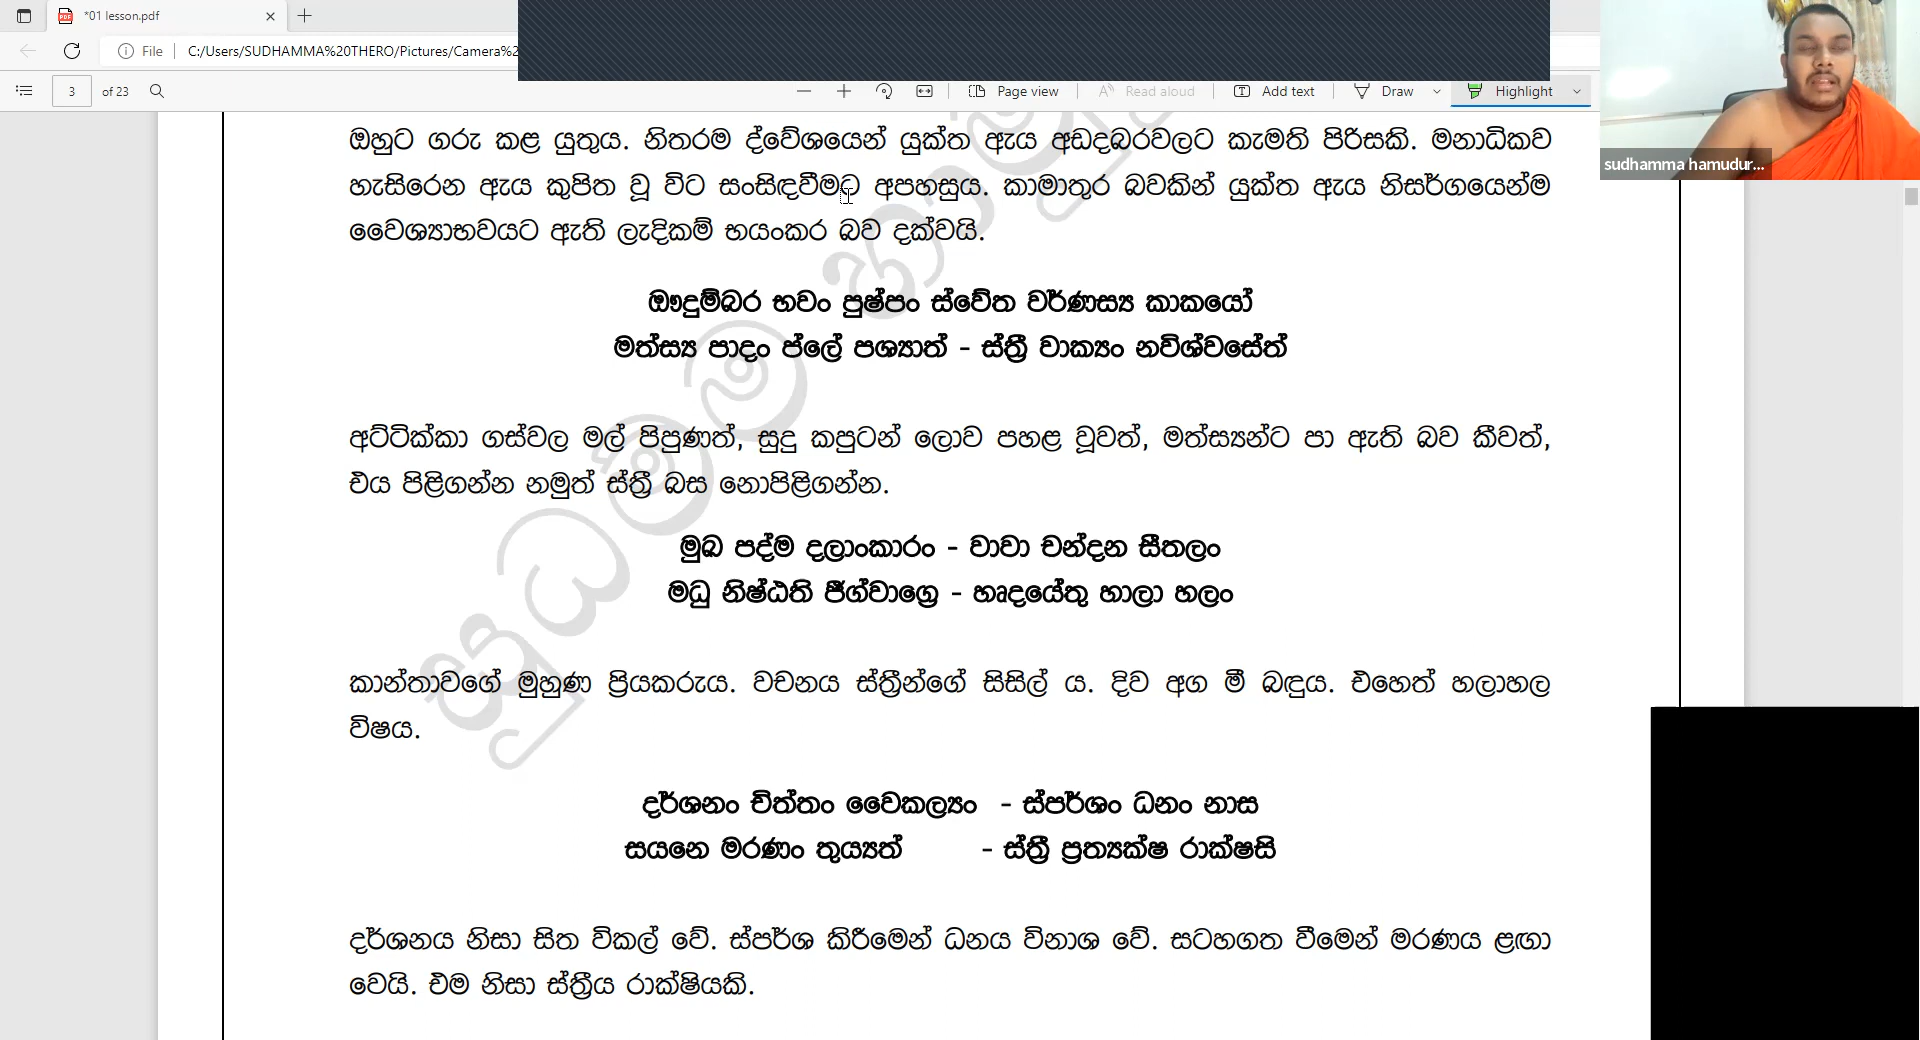 *01 lesson.pdf
File
C:/Users/SUDHAMMA%20THERO/Pictures/Camera%2
3 of 23
Page view
Read aloud
Add text
Draw
Highlight
sudhamma hamudur...
ඔහුට ගරු කළ යුතුය. නිතරම ද්වේශයෙන් යුක්ත ඇය අඩදබරවලට කැමති පිරිසකි. මනාධිකව
හැසිරෙන ඇය කුපිත වූ විට සංසිඳවීමට අපහසුය. කාමාතුර බවකින් යුක්ත ඇය නිසර්ගයෙන්ම
වෛශ්‍යාභවයට ඇති ලැදිකම් භයංකර බව දක්වයි.
ඖදුම්බර භවං පුෂ්පං ස්වේත වර්ණස්‍ය කාකයෝ
මත්ස්‍ය පාදං ප්ලේ පශ්‍යාත් - ස්ත්‍රී වාක්‍යං නවිශ්වසේත්
අට්ටික්කා ගස්වල මල් පිපුණත්, සුදු කපුටන් ලොව පහළ වූවත්, මත්ස්‍යන්ට පා ඇති බව කීවත්,
එය පිළිගන්න නමුත් ස්ත්‍රී බස නොපිළිගන්න.
මුඛ පද්ම දලාංකාරං - වාචා චන්දන සීතලං
මධු නිෂ්ඨති ජිග්වාග්‍රෙ - හෘදයේතු හාලා හලං
කාන්තාවගේ මුහුණ ප්‍රියකරුය. වචනය ස්ත්‍රීන්ගේ සිසිල් ය. දිව අග මී බඳුය. එහෙත් හලාහල
විෂය.
දර්ශනං චිත්තං වෛකල්‍යං - ස්පර්ශං ධනං නාස
සයනෙ මරණං තුය්‍යත් - ස්ත්‍රී ප්‍රත්‍යක්ෂ රාක්ෂසි
දර්ශනය නිසා සිත විකල් වේ. ස්පර්ශ කිරීමෙන් ධනය විනාශ වේ. සටහගත වීමෙන් මරණය ළඟා
වෙයි. එම නිසා ස්ත්‍රීය රාක්ෂියකි.